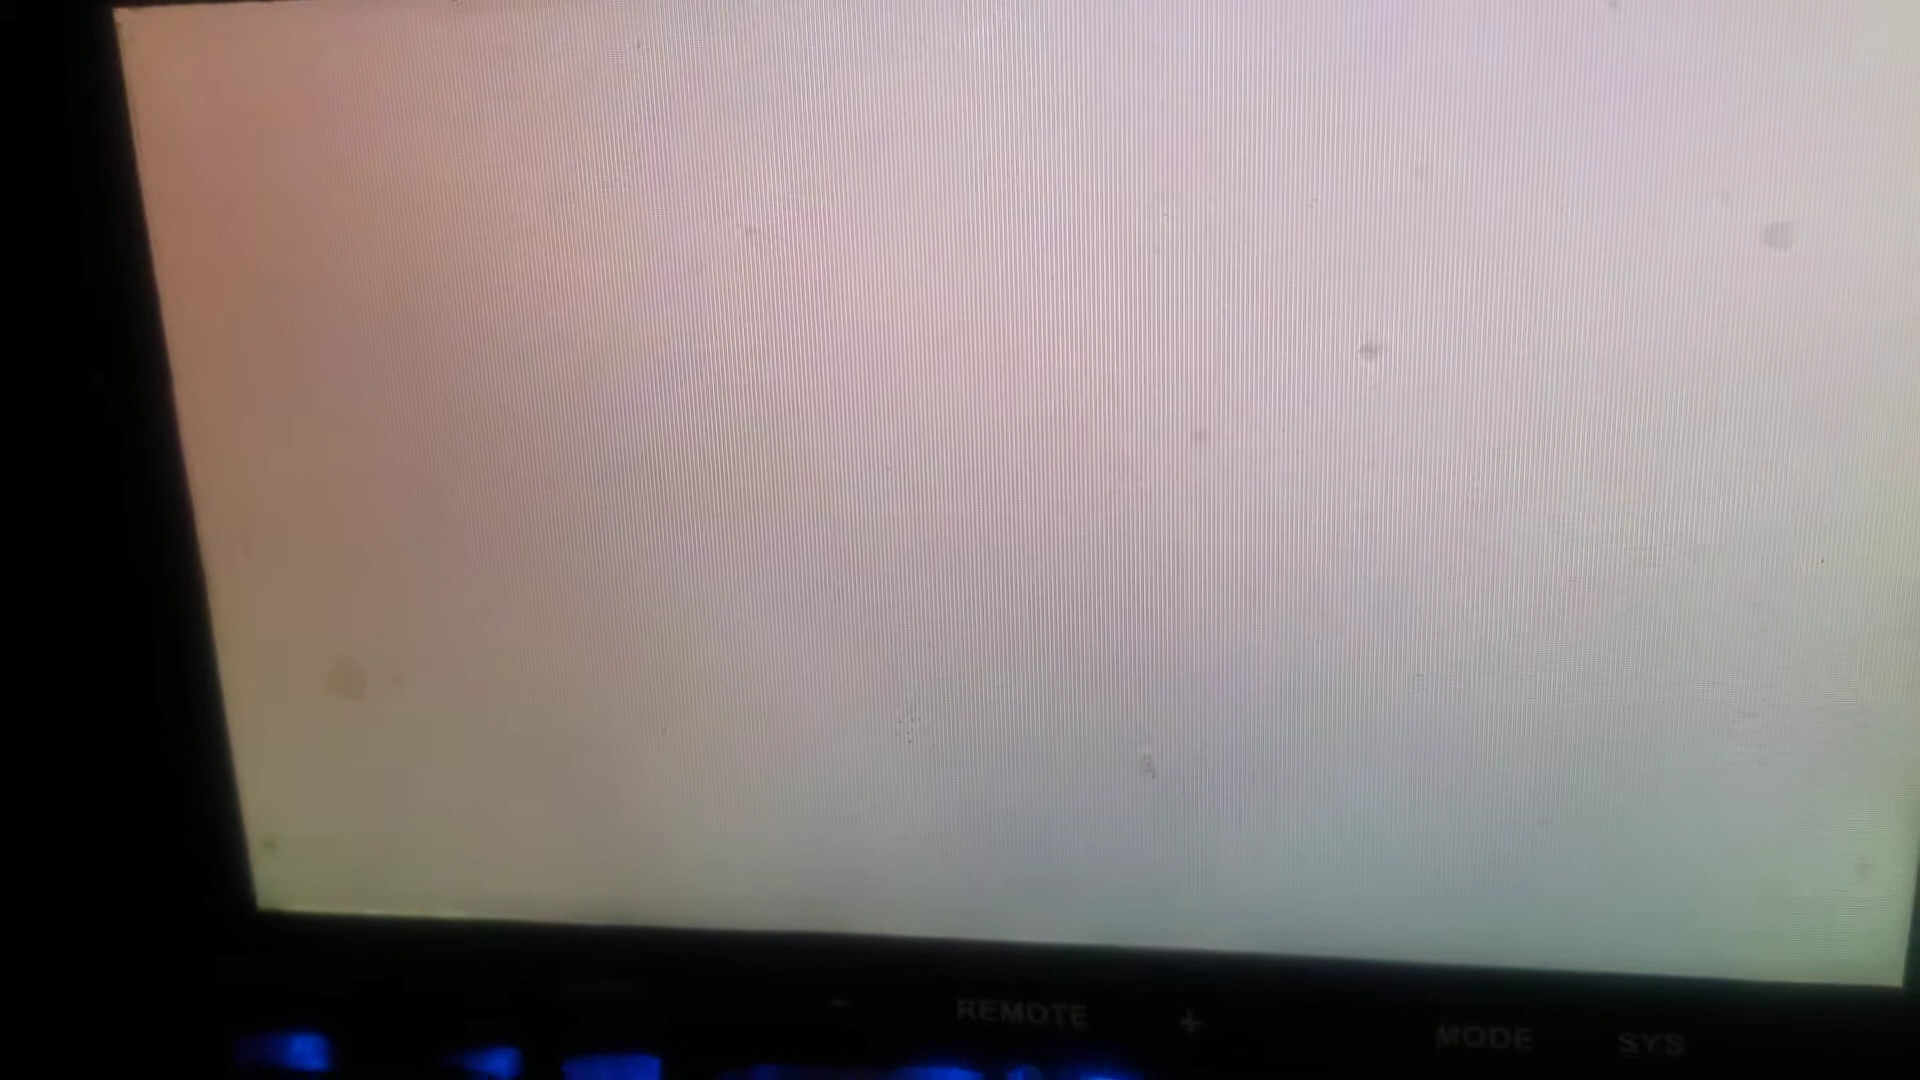 - REMOTE +
MODE
SYS